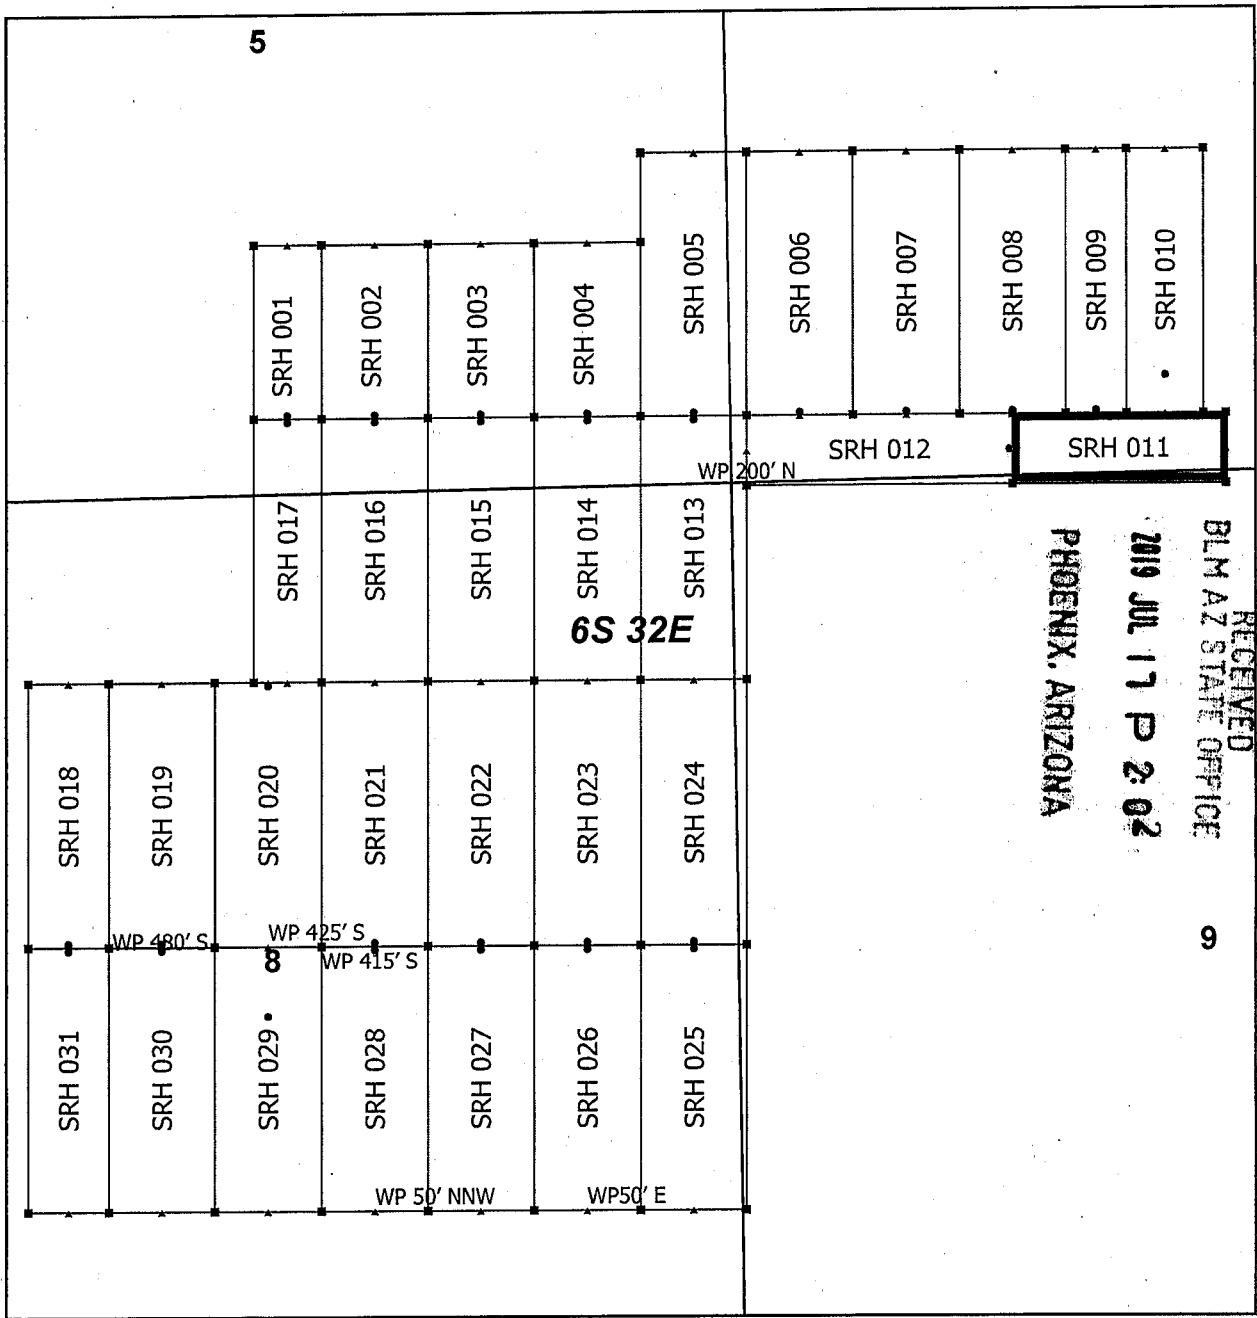 5
SRH 001
SRH 002
SRH 003
SRH 004
SRH 005
SRH 006
SRH 007
SRH 008
SRH 009
SRH 010
SRH 012
SRH 011
WP 200' N
SRH 017
SRH 016
SRH 015
SRH 014
SRH 013
6S 32E
RECEIVED
BLM AZ STATE OFFICE
2019 JUL 17 P 2:02
PHOENIX, ARIZONA
SRH 018
SRH 019
SRH 020
SRH 021
SRH 022
SRH 023
SRH 024
WP 480' S
WP 425' S
WP 415' S
8
9
SRH 031
SRH 030
SRH 029
SRH 028
SRH 027
SRH 026
SRH 025
WP 50' NNW
WP50' E